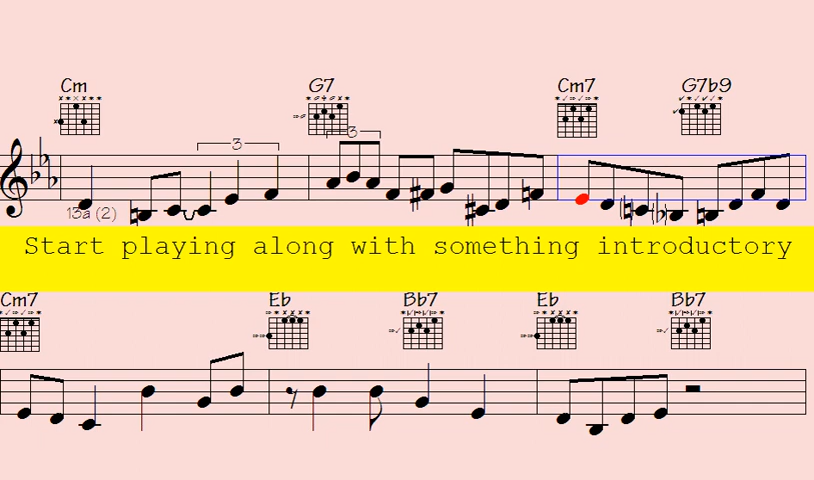 Cm G7 Cm7 G7b9
3 3
13a (2)
Start playing along with something introductory
Cm7 Eb Bb7 Eb Bb7